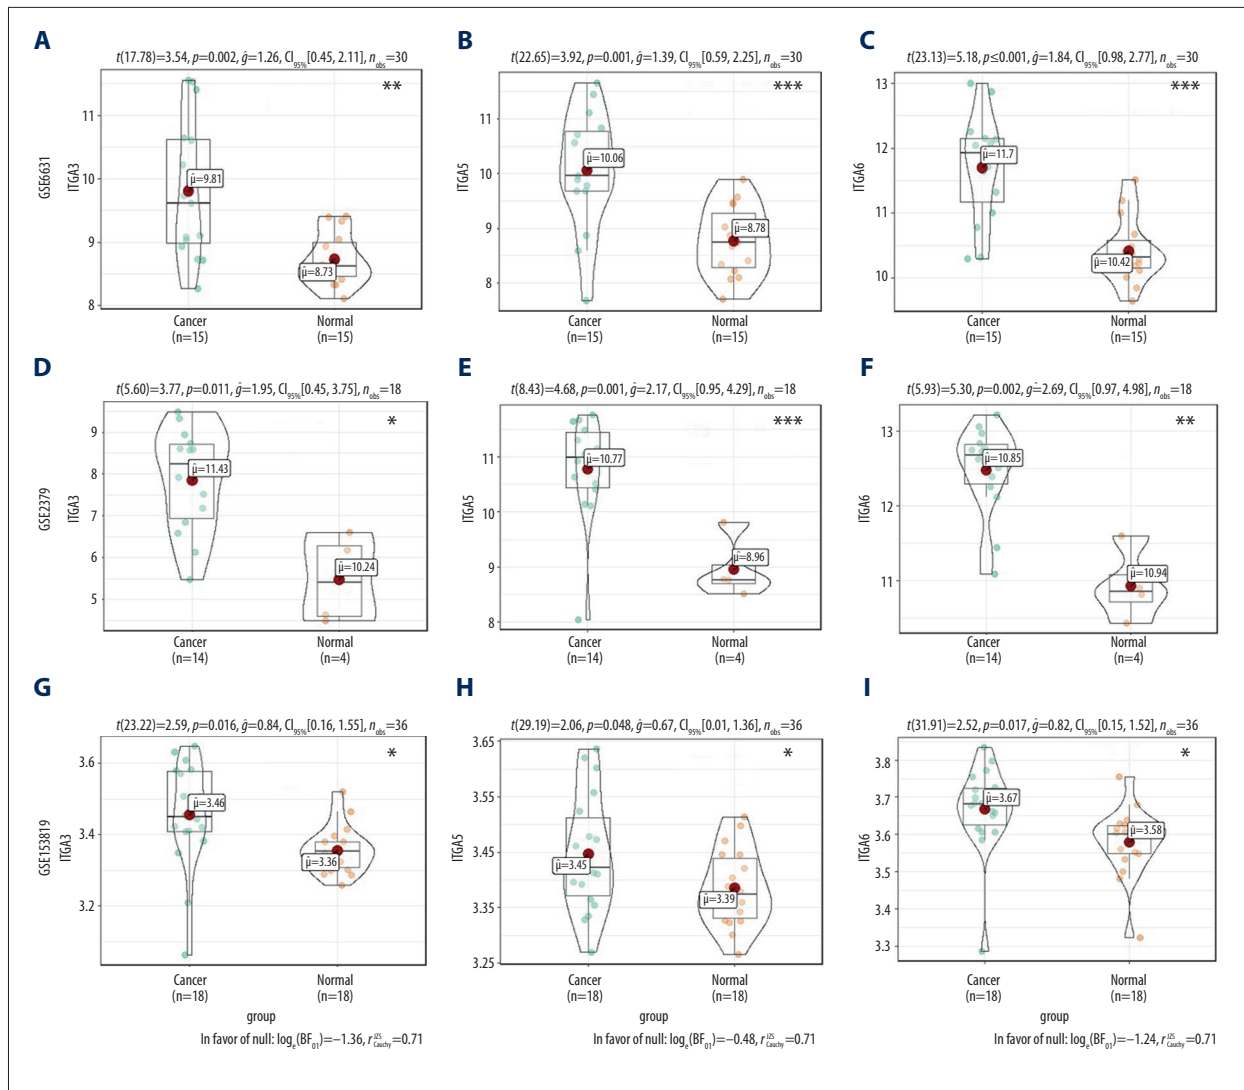 A
B
C
t(17.78)=3.54, p=0.002, ĝ=1.26, CI95%[0.45, 2.11], nobs=30
t(22.65)=3.92, p=0.001, ĝ=1.39, CI95%[0.59, 2.25], nobs=30
t(23.13)=5.18, p≤0.001, ĝ=1.84, CI95%[0.98, 2.77], nobs=30
GSE6631
ITGA3
11
10
9
8
**
μ̂=9.81
μ̂=8.73
Cancer
(n=15)
Normal
(n=15)
ITGA5
11
10
9
8
***
μ̂=10.06
μ̂=8.78
Cancer
(n=15)
Normal
(n=15)
ITGA6
13
12
11
10
***
μ̂=11.7
μ̂=10.42
Cancer
(n=15)
Normal
(n=15)
D
E
F
t(5.60)=3.77, p=0.011, ĝ=1.95, CI95%[0.45, 3.75], nobs=18
t(8.43)=4.68, p=0.001, ĝ=2.17, CI95%[0.95, 4.29], nobs=18
t(5.93)=5.30, p=0.002, ĝ=2.69, CI95%[0.97, 4.98], nobs=18
GSE2379
ITGA3
9
8
7
6
5
*
μ̂=11.43
μ̂=10.24
Cancer
(n=14)
Normal
(n=4)
ITGA5
11
10
9
8
***
μ̂=10.77
μ̂=8.96
Cancer
(n=14)
Normal
(n=4)
ITGA6
13
12
11
**
μ̂=10.85
μ̂=10.94
Cancer
(n=14)
Normal
(n=4)
G
H
I
t(23.22)=2.59, p=0.016, ĝ=0.84, CI95%[0.16, 1.55], nobs=36
t(29.19)=2.06, p=0.048, ĝ=0.67, CI95%[0.01, 1.36], nobs=36
t(31.91)=2.52, p=0.017, ĝ=0.82, CI95%[0.15, 1.52], nobs=36
GSE153819
ITGA3
3.6
3.4
3.2
*
μ̂=3.46
μ̂=3.36
Cancer
(n=18)
Normal
(n=18)
group
In favor of null: loge(BF01)=−1.36, rJZSCauchy=0.71
ITGA5
3.65
3.55
3.45
3.35
3.25
*
μ̂=3.45
μ̂=3.39
Cancer
(n=18)
Normal
(n=18)
group
In favor of null: loge(BF01)=−0.48, rJZSCauchy=0.71
ITGA6
3.8
3.7
3.6
3.5
3.4
3.3
*
μ̂=3.67
μ̂=3.58
Cancer
(n=18)
Normal
(n=18)
group
In favor of null: loge(BF01)=−1.24, rJZSCauchy=0.71